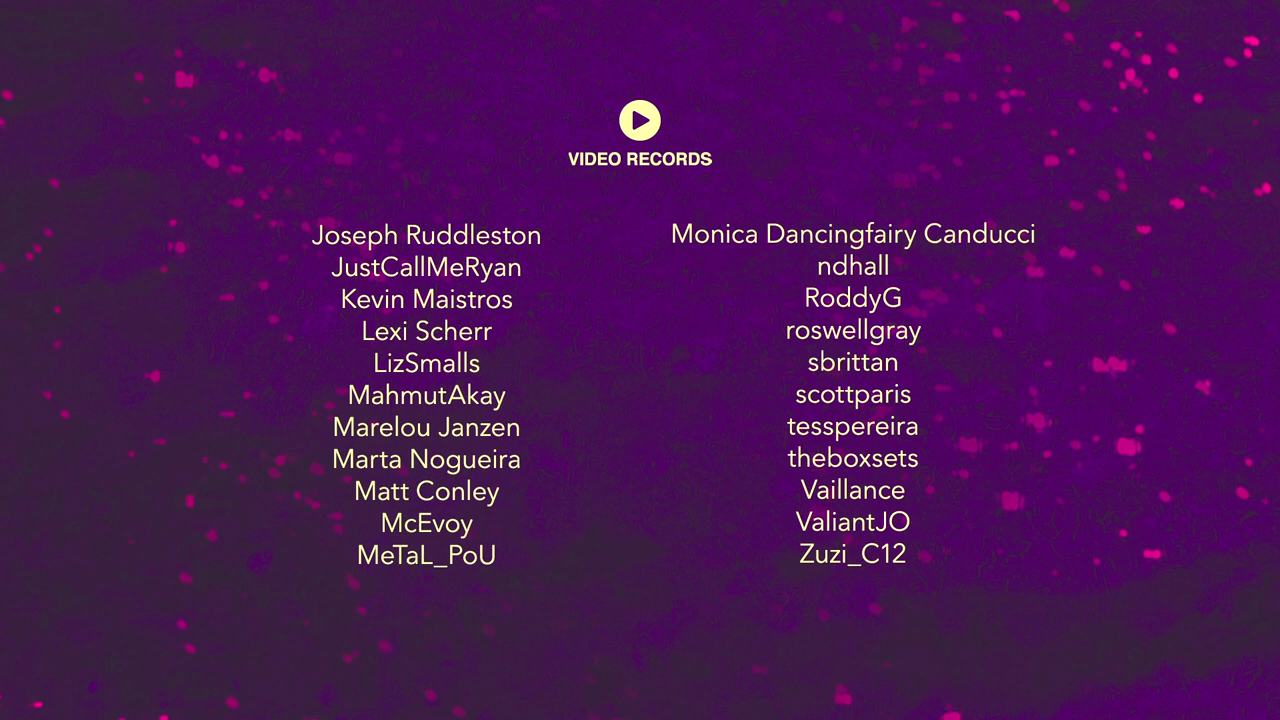 VIDEO RECORDS
Joseph Ruddleston
JustCallMeRyan
Kevin Maistros
Lexi Scherr
LizSmalls
MahmutAkay
Marelou Janzen
Marta Nogueira
Matt Conley
McEvoy
MeTaL_PoU
Monica Dancingfairy Canducci
ndhall
RoddyG
roswellgray
sbrittan
scottparis
tesspereira
theboxsets
Vaillance
ValiantJO
Zuzi_C12